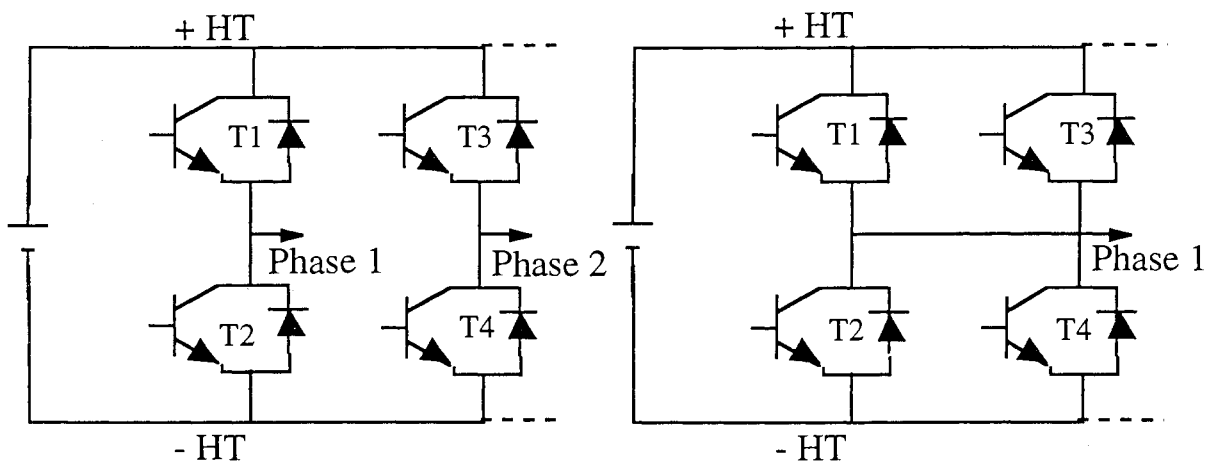 + HT
T1
T3
Phase 1
Phase 2
T2
T4
- HT
+ HT
T1
T3
Phase 1
T2
T4
- HT